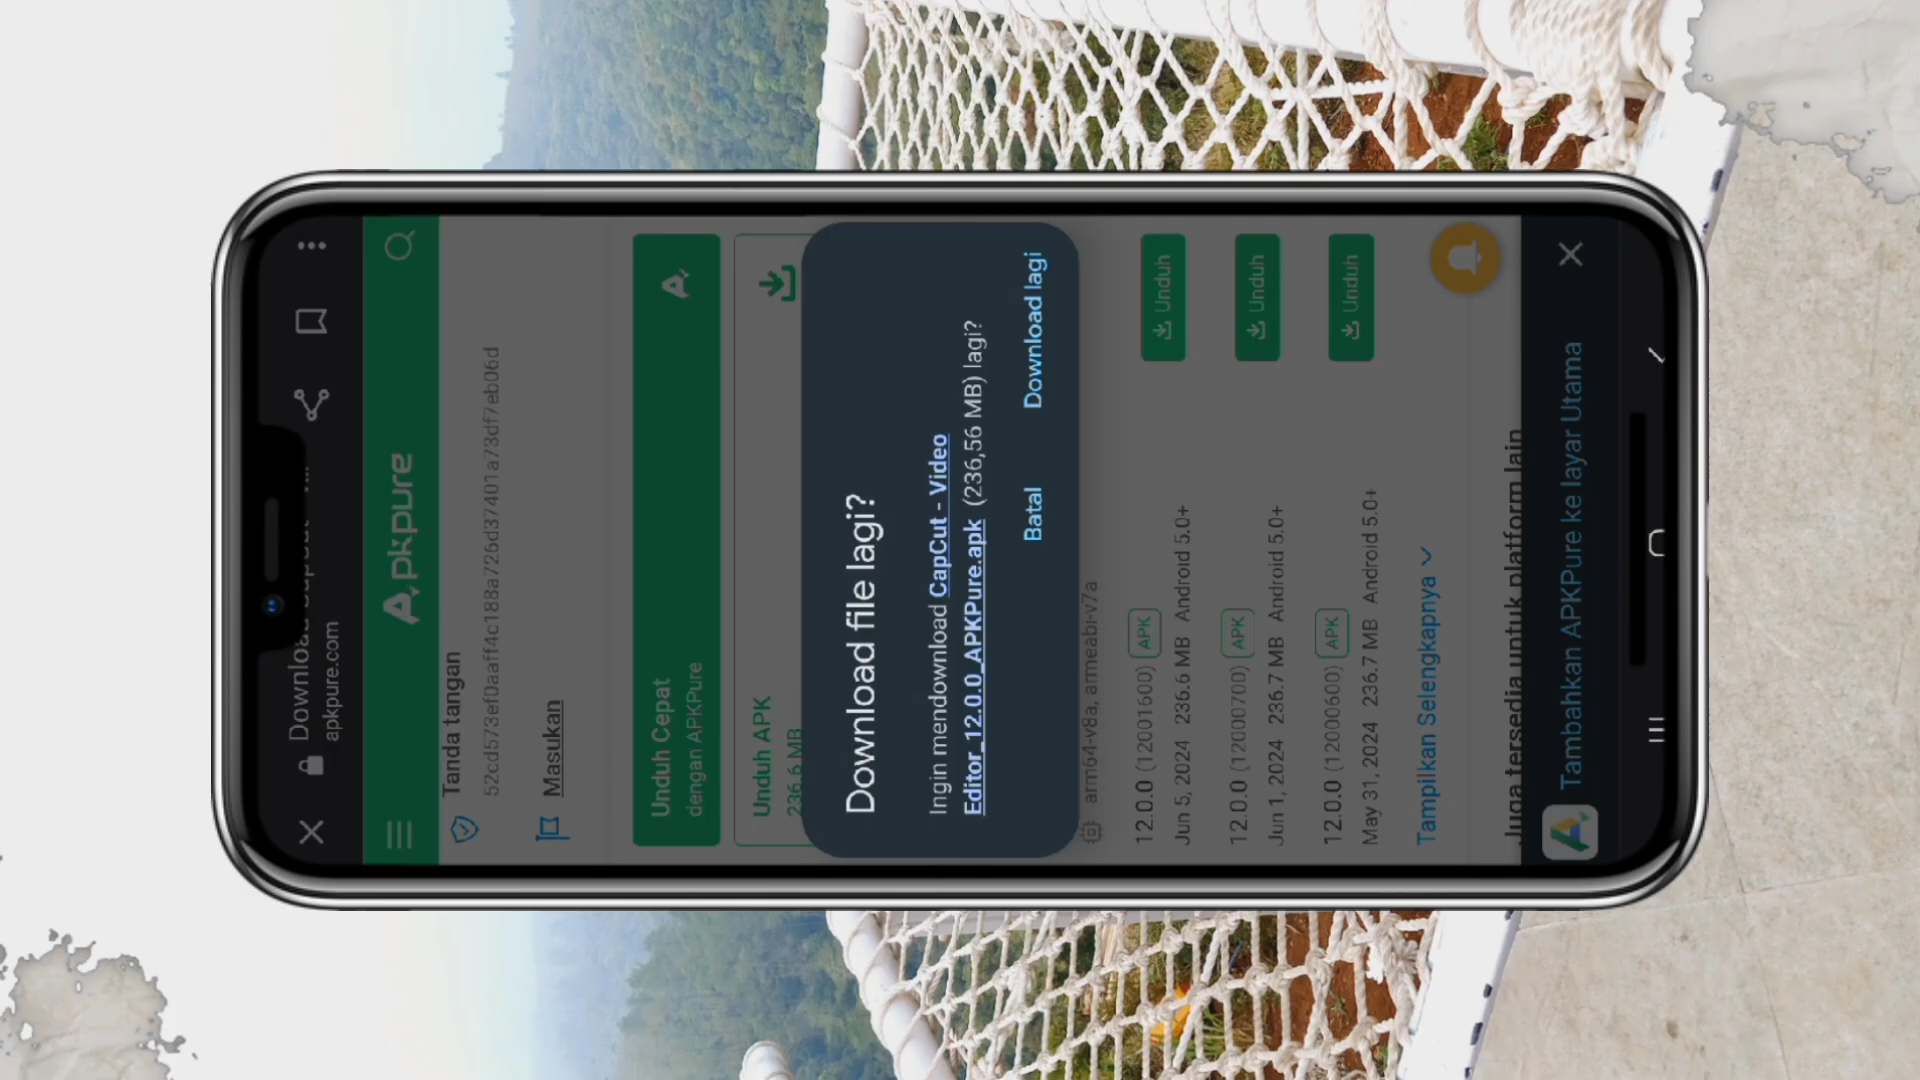 Download
apkpure.com
Apkpure
Tanda tangan
52cd573ef0aaff4c188a726d37401a73df7eb06d
Masukan
Unduh Cepat
dengan APKPure
Unduh APK
236.6 MB
Download file lagi?
Ingin mendownload CapCut - Video
Editor_12.0.0_APKPure.apk (236,56 MB) lagi?
Batal
Download lagi
arm64-v8a, armeabi-v7a
12.0.0 (12001600) APK
Jun 5, 2024 236.6 MB Android 5.0+
Unduh
12.0.0 (12000700) APK
Jun 1, 2024 236.7 MB Android 5.0+
Unduh
12.0.0 (12000600) APK
May 31, 2024 236.7 MB Android 5.0+
Unduh
Tampilkan Selengkapnya
Juga tersedia untuk platform lain
Tambahkan APKPure ke layar Utama